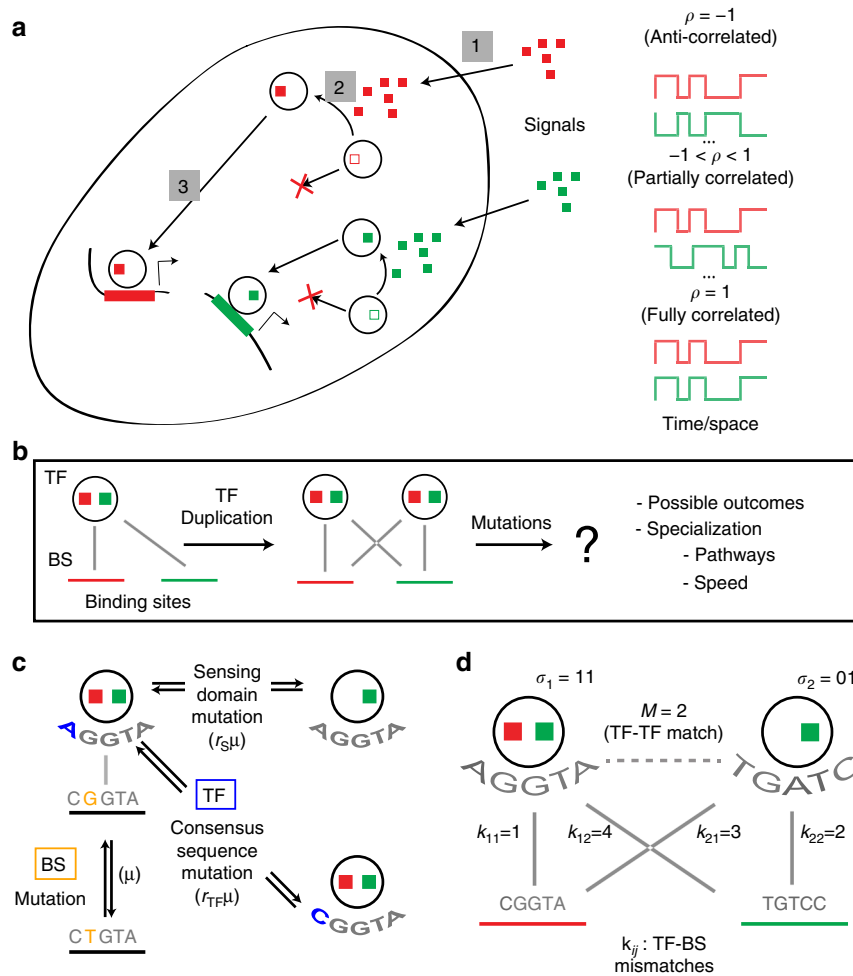 a
1
2
3
Signals
ρ = −1
(Anti-correlated)
...
−1 < ρ < 1
(Partially correlated)
...
ρ = 1
(Fully correlated)
Time/space
b
TF
TF
Duplication
Mutations
?
BS
Binding sites
- Possible outcomes
- Specialization
- Pathways
- Speed
c
Sensing
domain
mutation
(rSμ)
AGGTA
AGGTA
CGGTA
TF
Consensus
sequence
mutation
(rTFμ)
BS
Mutation
(μ)
CTGTA
CGGTA
d
σ1 = 11
σ2 = 01
M = 2
(TF-TF match)
AGGTA
TGATC
k11=1
k12=4
k21=3
k22=2
CGGTA
TGTCC
kij : TF-BS
mismatches